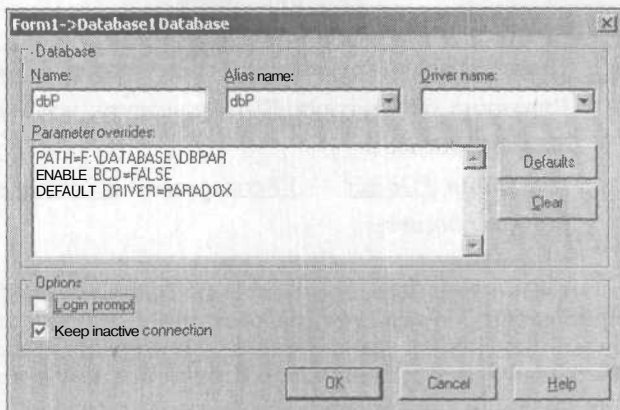 Form1->Database1 Database
Database
Name: Alias name: Driver name:
dbP dbP
Parameter overrides:
PATH=F:\DATABASE\DBPAR
ENABLE BCD=FALSE
DEFAULT DRIVER=PARADOX
Defaults
Clear
Options
Login prompt
Keep inactive connection
OK Cancel Help